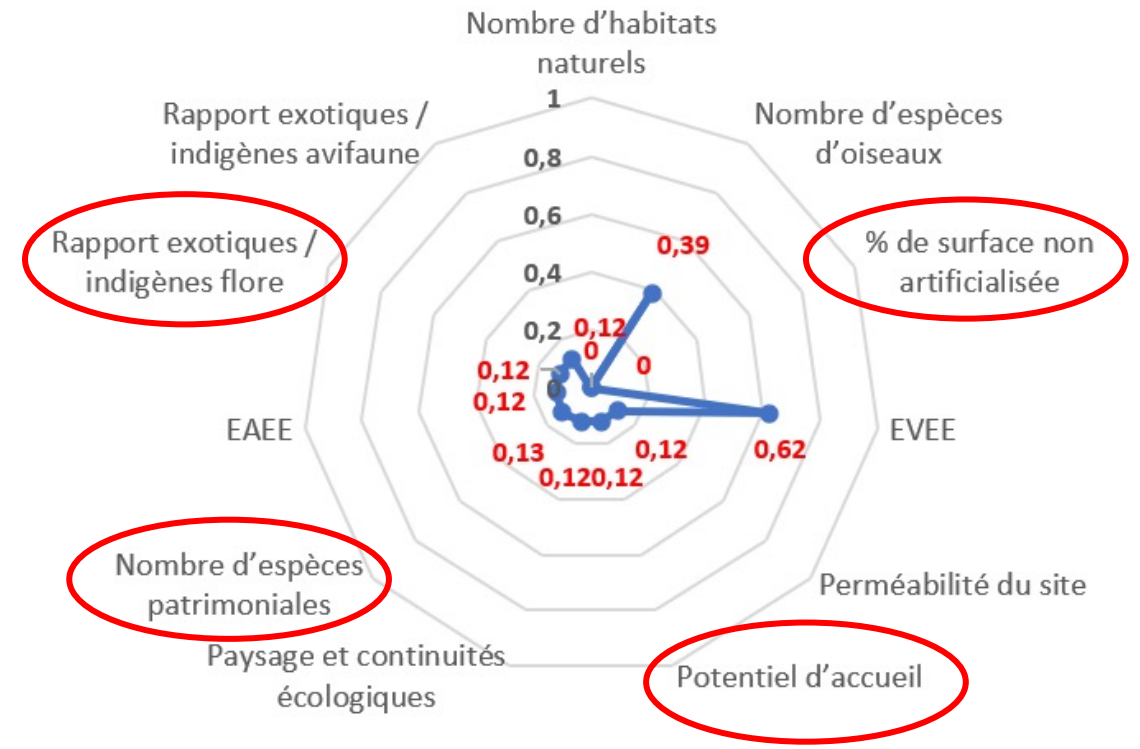 Nombre d’habitats
naturels
1
Rapport exotiques /
indigènes avifaune
Nombre d’espèces
d’oiseaux
0,8
0,6
Rapport exotiques /
indigènes flore
0,39
% de surface non
artificialisée
0,4
0,2
0,12
0
0
0,12
0
0,12
EAEE
EVEE
0,13
0,12
0,12
0,12
0,62
Nombre d’espèces
patrimoniales
Perméabilité du site
Paysage et continuités
écologiques
Potentiel d’accueil